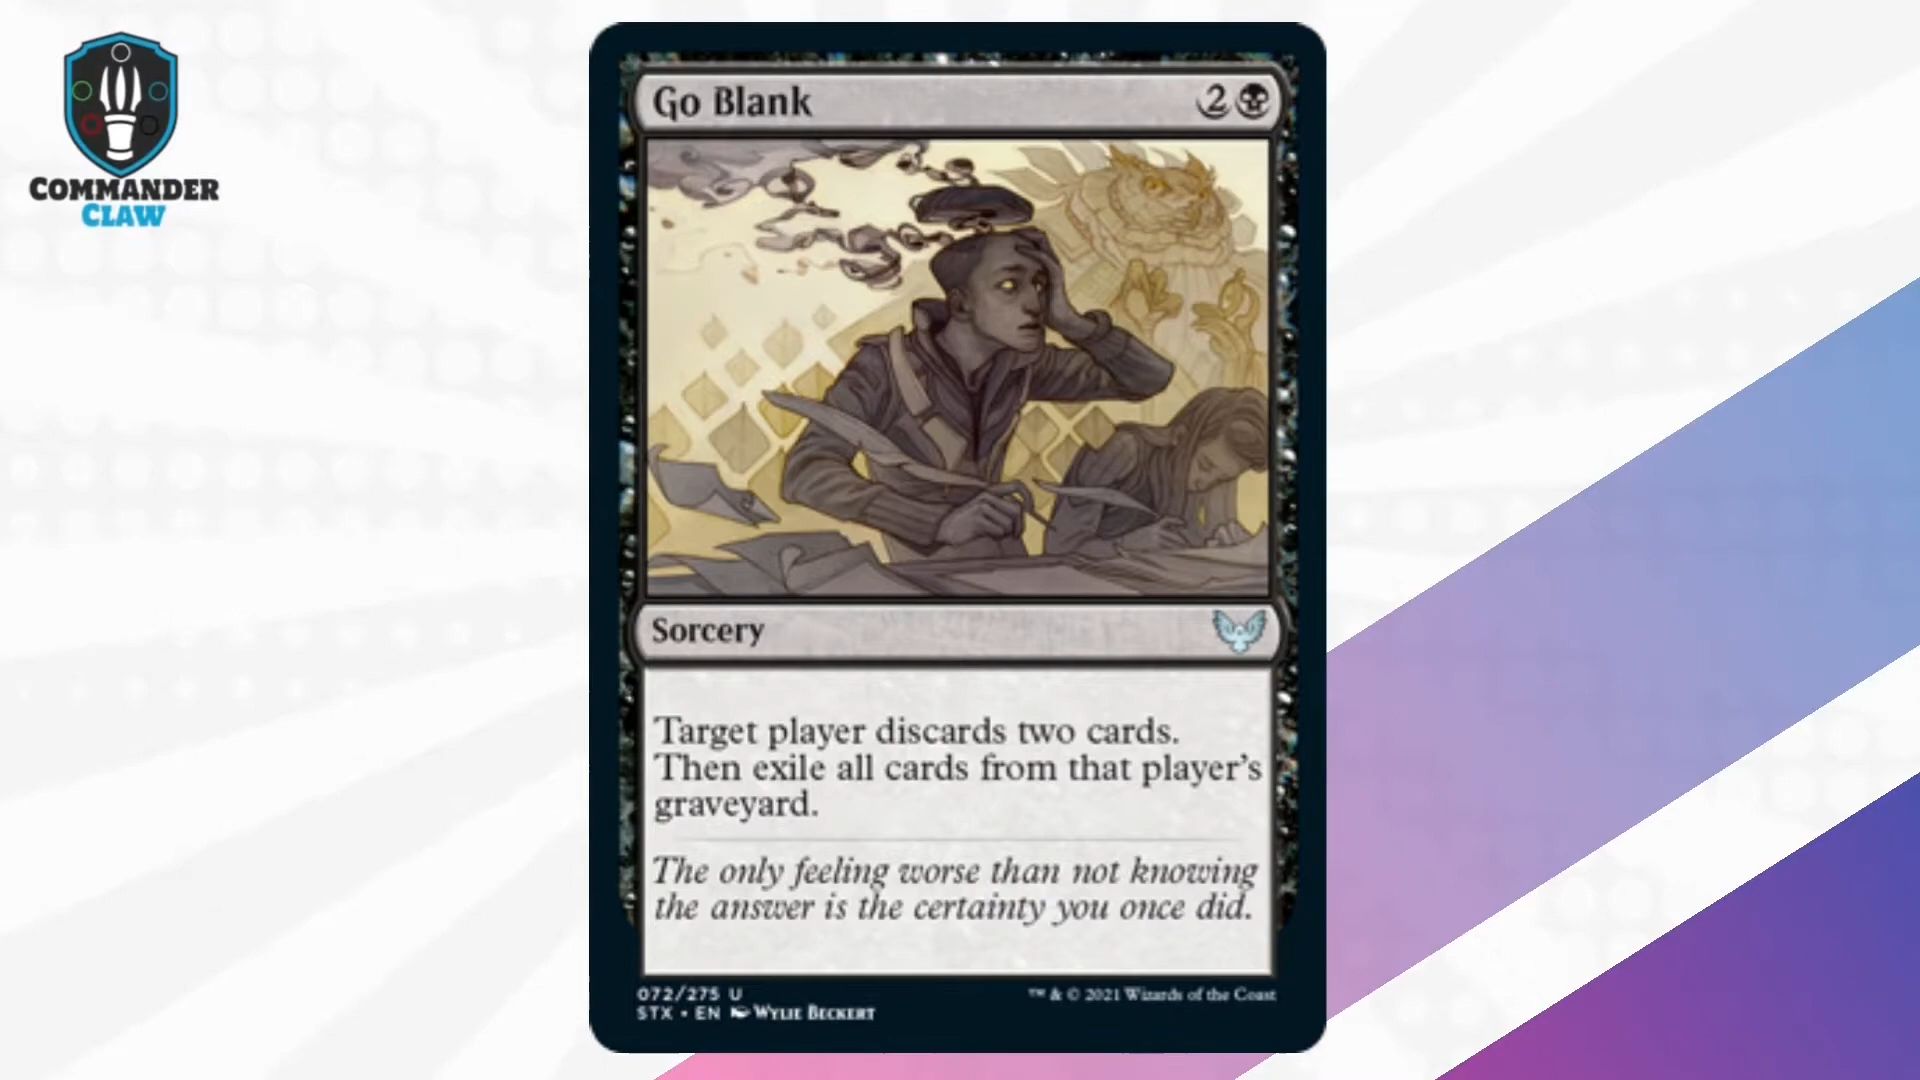 COMMANDER
CLAW
Go Blank
2
Sorcery
Target player discards two cards.
Then exile all cards from that player's
graveyard.
The only feeling worse than not knowing
the answer is the certainty you once did.
072/275 U
™ & © 2021 Wizards of the Coast
STX • EN WYLIE BECKERT